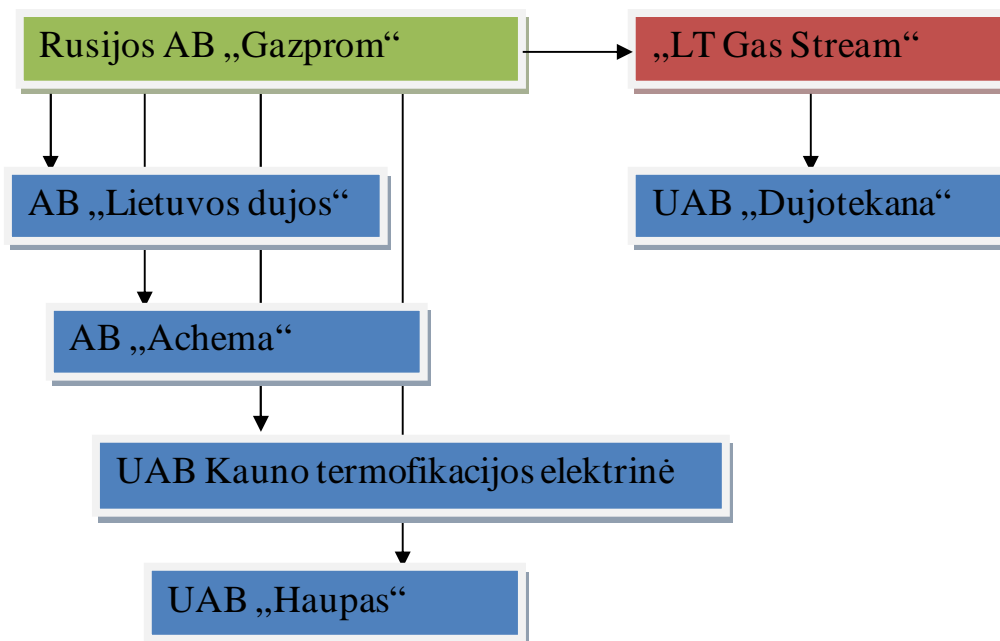 Rusijos AB „Gazprom“
„LT Gas Stream“
AB „Lietuvos dujos“
UAB „Dujotekana“
AB „Achema“
UAB Kauno termofikacijos elektrinė
UAB „Haupas“